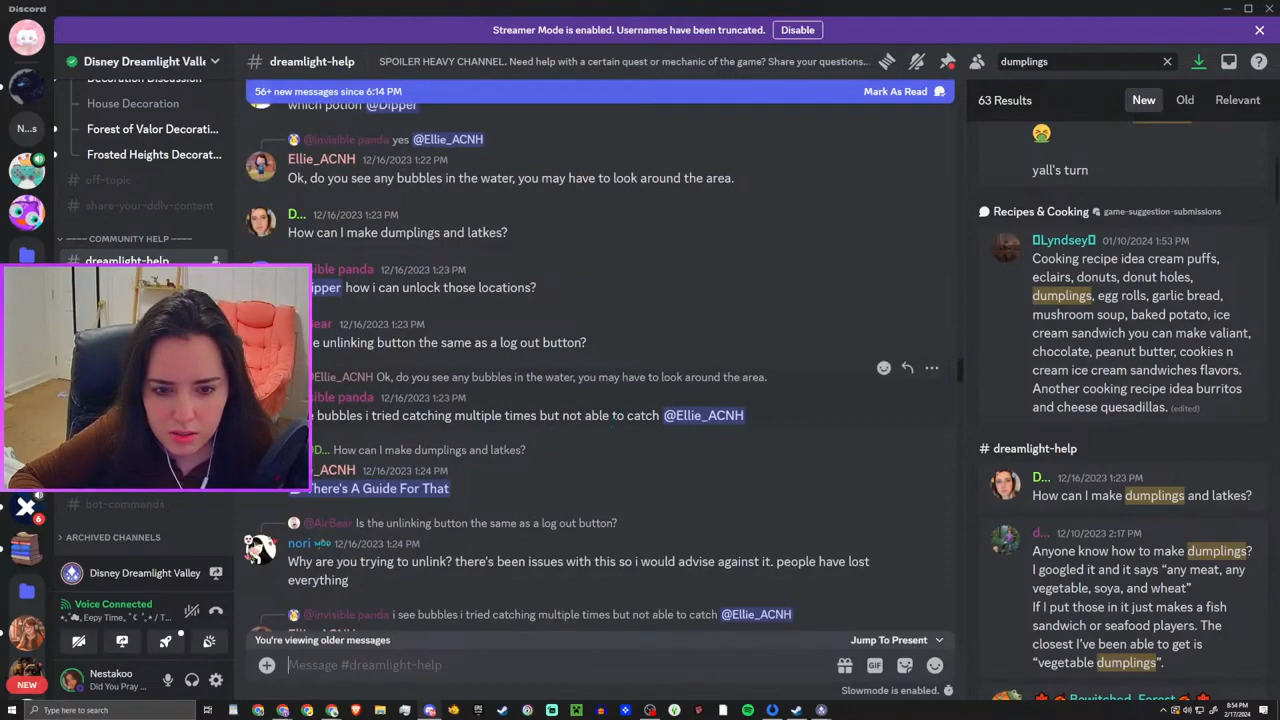 Discord
Streamer Mode is enabled. Usernames have been truncated.
Disable
Disney Dreamlight Valle
dreamlight-help
SPOILER HEAVY CHANNEL. Need help with a certain quest or mechanic of the game? Share your questions...
dumplings
Decoration Discussion
House Decoration
Forest of Valor Decorati...
Frosted Heights Decorat...
off-topic
share-your-ddlv-content
COMMUNITY HELP ----
dreamlight-help
bot-commands
ARCHIVED CHANNELS
Disney Dreamlight Valley
Voice Connected
Eepy Time,
Nestakoo
Did You Pray ...
NEW
6
N...s
56+ new messages since 6:14 PM
Mark As Read
which potion @Dipper
@invisible panda yes @Ellie_ACNH
Ellie_ACNH 12/16/2023 1:22 PM
Ok, do you see any bubbles in the water, you may have to look around the area.
D... 12/16/2023 1:23 PM
How can I make dumplings and latkes?
sible panda 12/16/2023 1:23 PM
ipper how i can unlock those locations?
ear 12/16/2023 1:23 PM
e unlinking button the same as a log out button?
Ellie_ACNH Ok, do you see any bubbles in the water, you may have to look around the area.
sible panda 12/16/2023 1:23 PM
e bubbles i tried catching multiple times but not able to catch @Ellie_ACNH
D... How can I make dumplings and latkes?
_ACNH 12/16/2023 1:24 PM
There's A Guide For That
@AirBear Is the unlinking button the same as a log out button?
nori MOD 12/16/2023 1:24 PM
Why are you trying to unlink? there's been issues with this so i would advise against it. people have lost
everything
@invisible panda i see bubbles i tried catching multiple times but not able to catch @Ellie_ACNH
You're viewing older messages
Jump To Present
Message #dreamlight-help
GIF
Slowmode is enabled.
63 Results
New
Old
Relevant
yall's turn
Recipes & Cooking
game-suggestion-submissions
Lyndsey 01/10/2024 1:53 PM
Cooking recipe idea cream puffs,
eclairs, donuts, donut holes,
dumplings, egg rolls, garlic bread,
mushroom soup, baked potato, ice
cream sandwich you can make valiant,
chocolate, peanut butter, cookies n
cream ice cream sandwiches flavors.
Another cooking recipe idea burritos
and cheese quesadillas. (edited)
# dreamlight-help
D... 12/16/2023 1:23 PM
How can I make dumplings and latkes?
d... 12/10/2023 2:17 PM
Anyone know how to make dumplings?
I googled it and it says "any meat, any
vegetable, soya, and wheat"
If I put those in it just makes a fish
sandwich or seafood players. The
closest I've been able to get is
"vegetable dumplings".
Bewitched_Forest
Type here to search
8:54 PM
2/17/2024